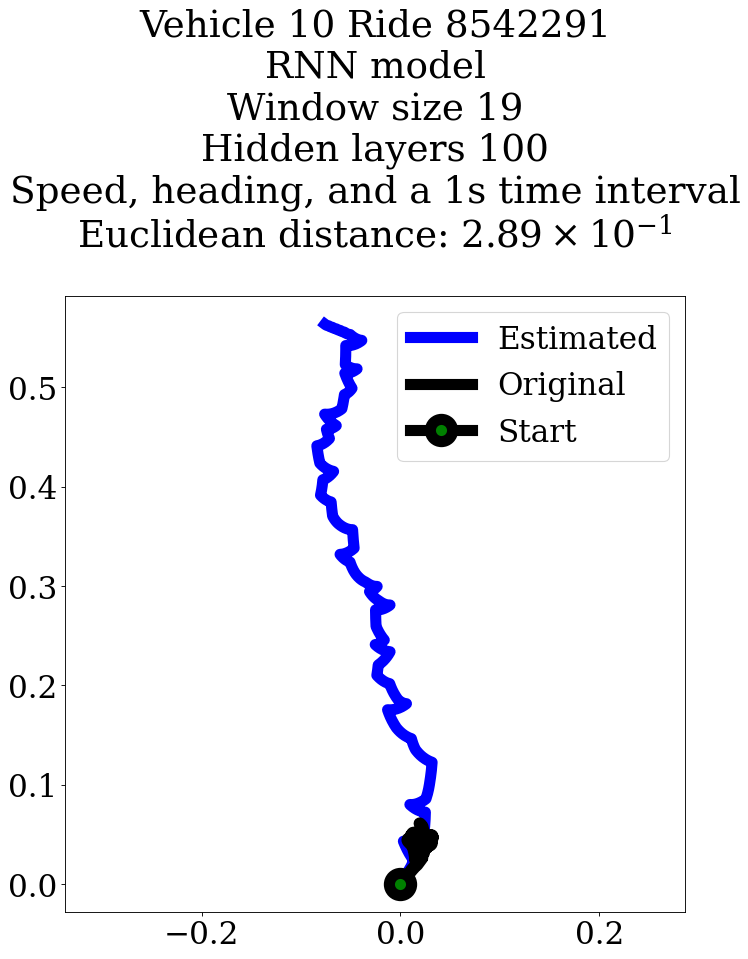 Vehicle 10 Ride 8542291
RNN model
Window size 19
Hidden layers 100
Speed, heading, and a 1s time interval
Euclidean distance: 2.89 × 10⁻¹
Estimated
Original
Start
0.5
0.4
0.3
0.2
0.1
0.0
−0.2
0.0
0.2